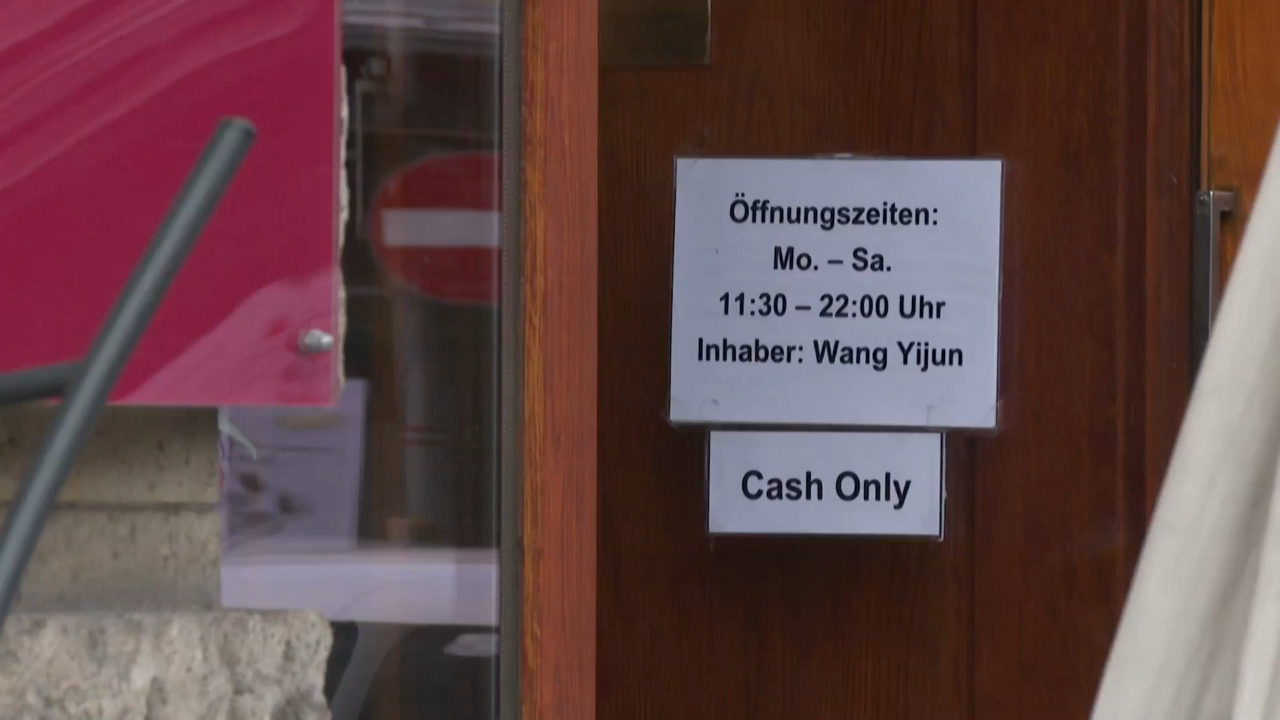 Öffnungszeiten:
Mo. – Sa.
11:30 – 22:00 Uhr
Inhaber: Wang Yijun
Cash Only